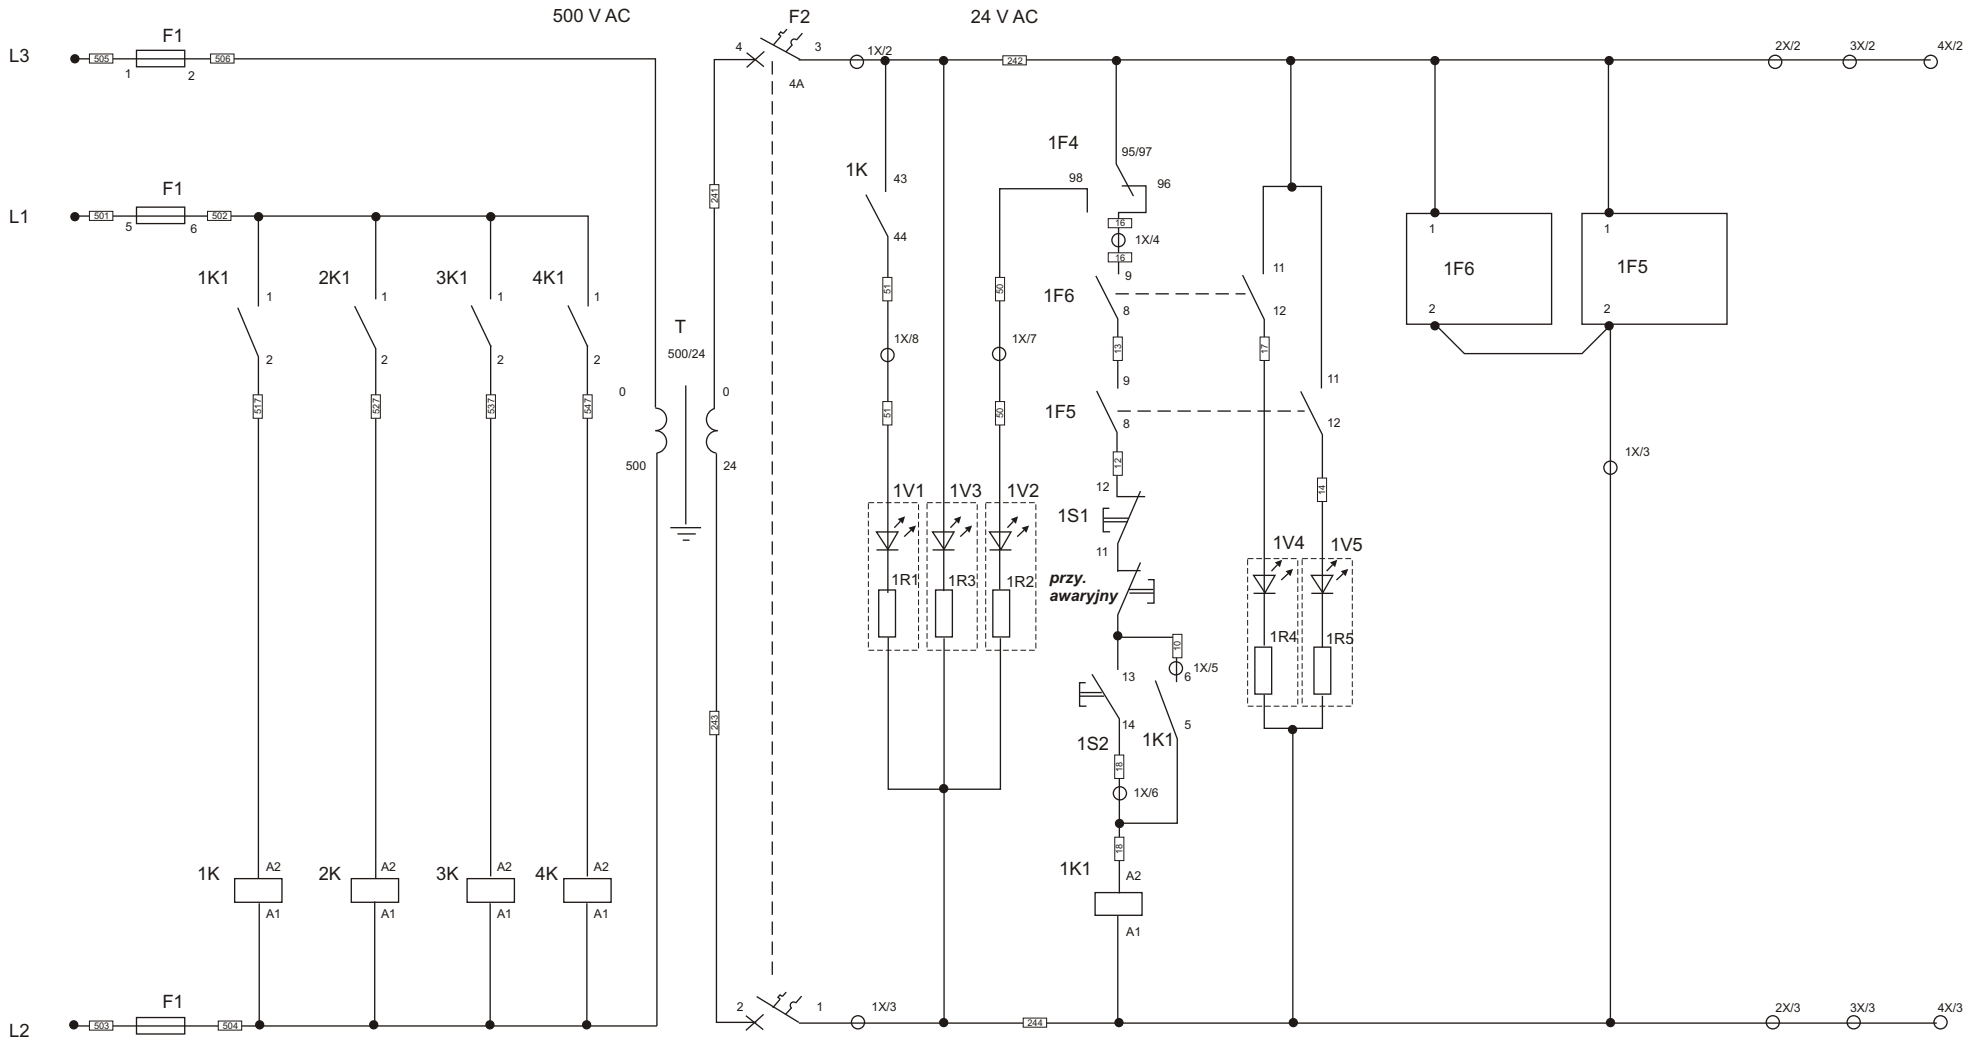 500 V AC
F2
24 V AC
L3
505
F1
1
2
506
4
3
4A
1X/2
242
2X/2
3X/2
4X/2
L1
501
F1
5
6
502
241
1K
43
44
1F4
95/97
98
96
16
1X/4
16
1K1
1
2
2K1
1
2
3K1
1
2
4K1
1
2
T
500/24
0
500
0
24
517
527
537
547
51
1X/8
51
50
1X/7
50
1F6
9
8
11
12
13
17
1F5
9
8
11
12
12
14
1
1F6
2
1
1F5
2
1X/3
1V1
1V3
1V2
1R1
1R3
1R2
12
1S1
11
przy.
awaryjny
1V4
1V5
1R4
1R5
10
1X/5
13
6
14
5
1S2
1K1
18
1X/6
18
243
1K
A2
A1
2K
A2
A1
3K
A2
A1
4K
A2
A1
1K1
A2
A1
L2
503
F1
504
2
1
1X/3
244
2X/3
3X/3
4X/3